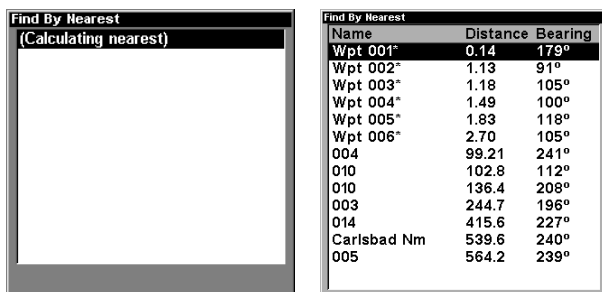 Find By Nearest
(Calculating nearest)
Find By Nearest
Name Distance Bearing
Wpt 001* 0.14 179º
Wpt 002* 1.13 91º
Wpt 003* 1.18 105º
Wpt 004* 1.49 100º
Wpt 005* 1.83 118º
Wpt 006* 2.70 105º
004 99.21 241º
010 102.8 112º
010 136.4 208º
003 244.7 196º
014 415.6 227º
Carlsbad Nm 539.6 240º
005 564.2 239º